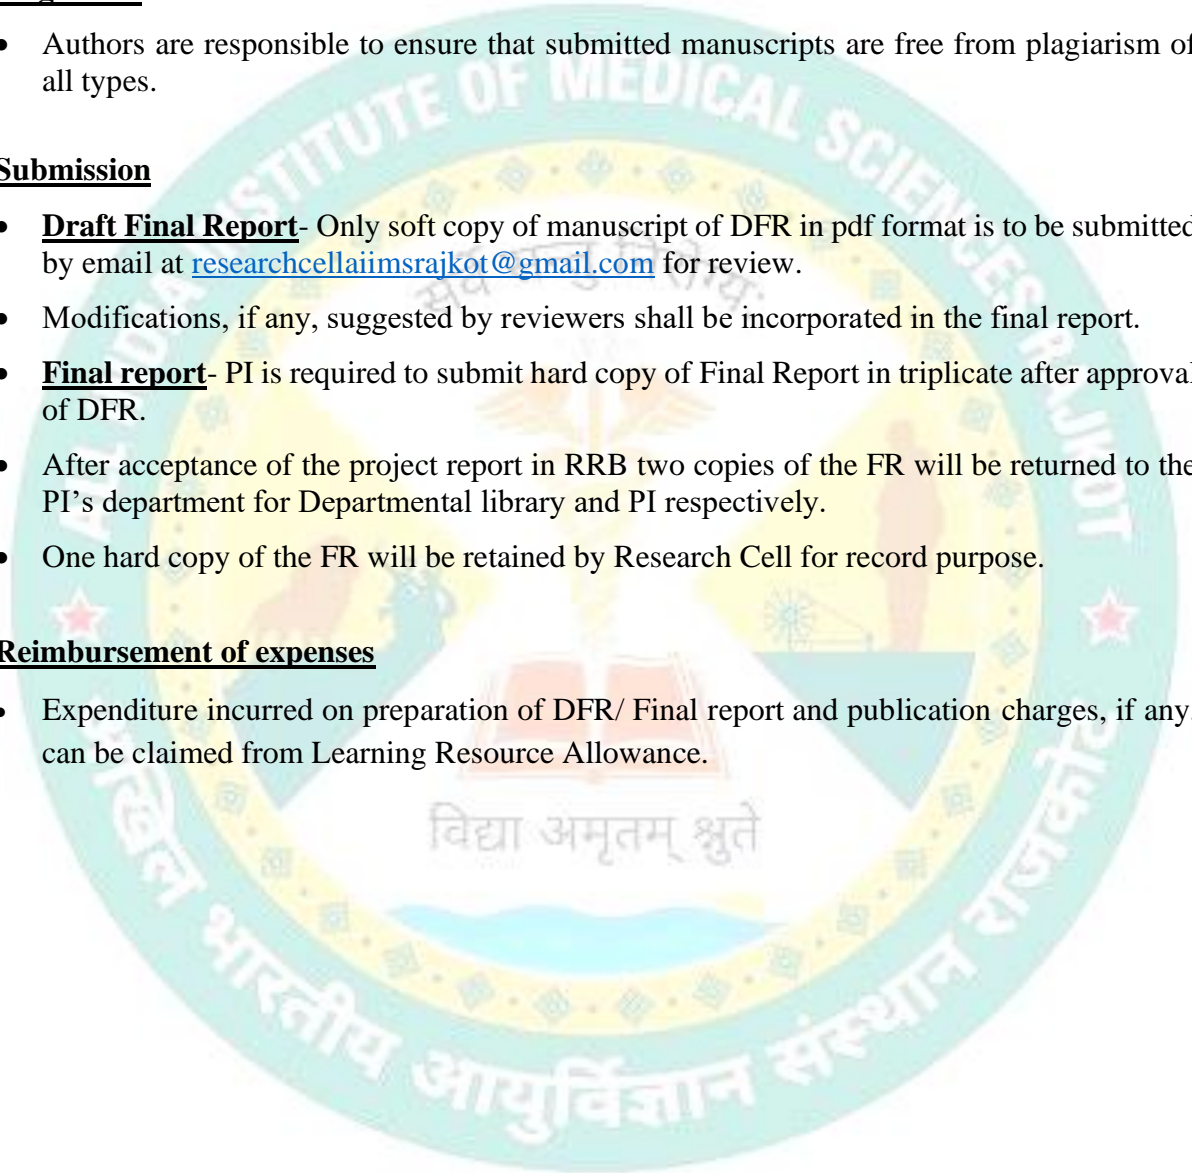 • Authors are responsible to ensure that submitted manuscripts are free from plagiarism of
all types.
Submission
• Draft Final Report- Only soft copy of manuscript of DFR in pdf format is to be submitted
by email at researchcellaiimsrajkot@gmail.com for review.
• Modifications, if any, suggested by reviewers shall be incorporated in the final report.
• Final report- PI is required to submit hard copy of Final Report in triplicate after approval
of DFR.
• After acceptance of the project report in RRB two copies of the FR will be returned to the
PI’s department for Departmental library and PI respectively.
• One hard copy of the FR will be retained by Research Cell for record purpose.
Reimbursement of expenses
• Expenditure incurred on preparation of DFR/ Final report and publication charges, if any,
can be claimed from Learning Resource Allowance.
ALL INDIA INSTITUTE OF MEDICAL SCIENCES RAJKOT
सर्वे सन्तु निरामयः
विद्या अमृतम् श्नुते
अखिल भारतीय आयुर्विज्ञान संस्थान राजकोट